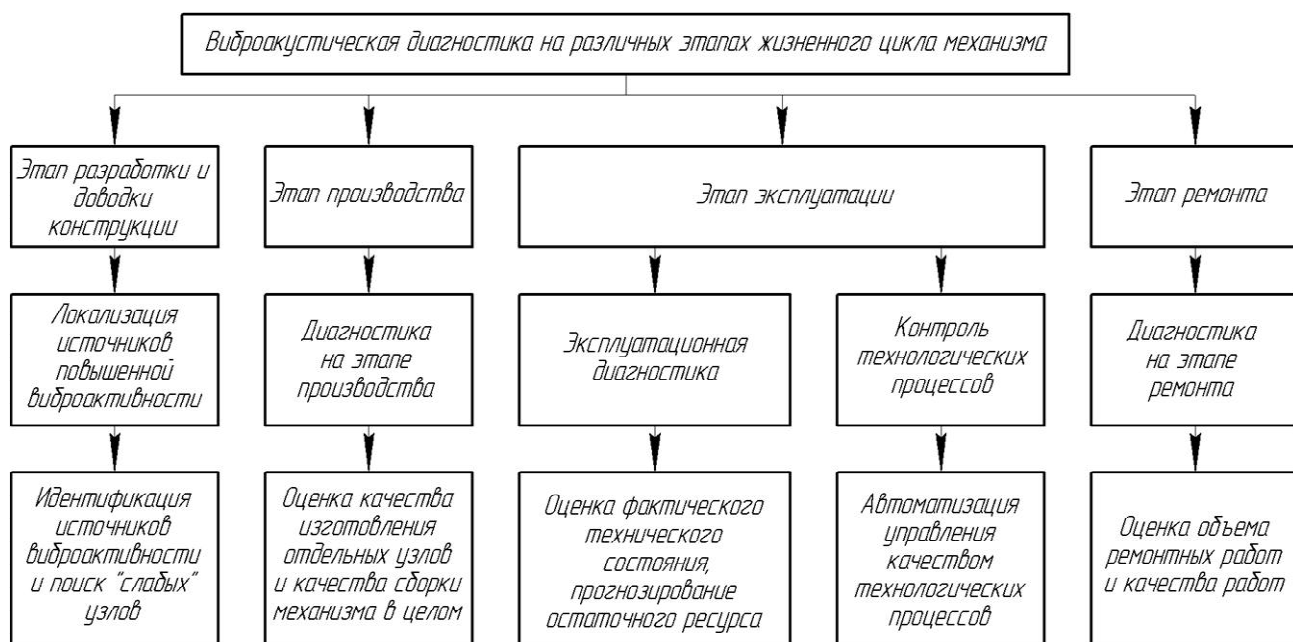 Виброакустическая диагностика на различных этапах жизненного цикла механизма
Этап разработки и
доводки
конструкции
Этап производства
Этап эксплуатации
Этап ремонта
Локализация
источников
повышенной
виброактивности
Диагностика
на этапе
производства
Эксплуатационная
диагностика
Контроль
технологических
процессов
Диагностика
на этапе
ремонта
Идентификация
источников
виброактивности
и поиск "слабых"
узлов
Оценка качества
изготовления
отдельных узлов
и качества сборки
механизма в целом
Оценка фактического
технического
состояния,
прогнозирование
остаточного ресурса
Автоматизация
управления
качеством
технологических
процессов
Оценка объема
ремонтных работ
и качества работ